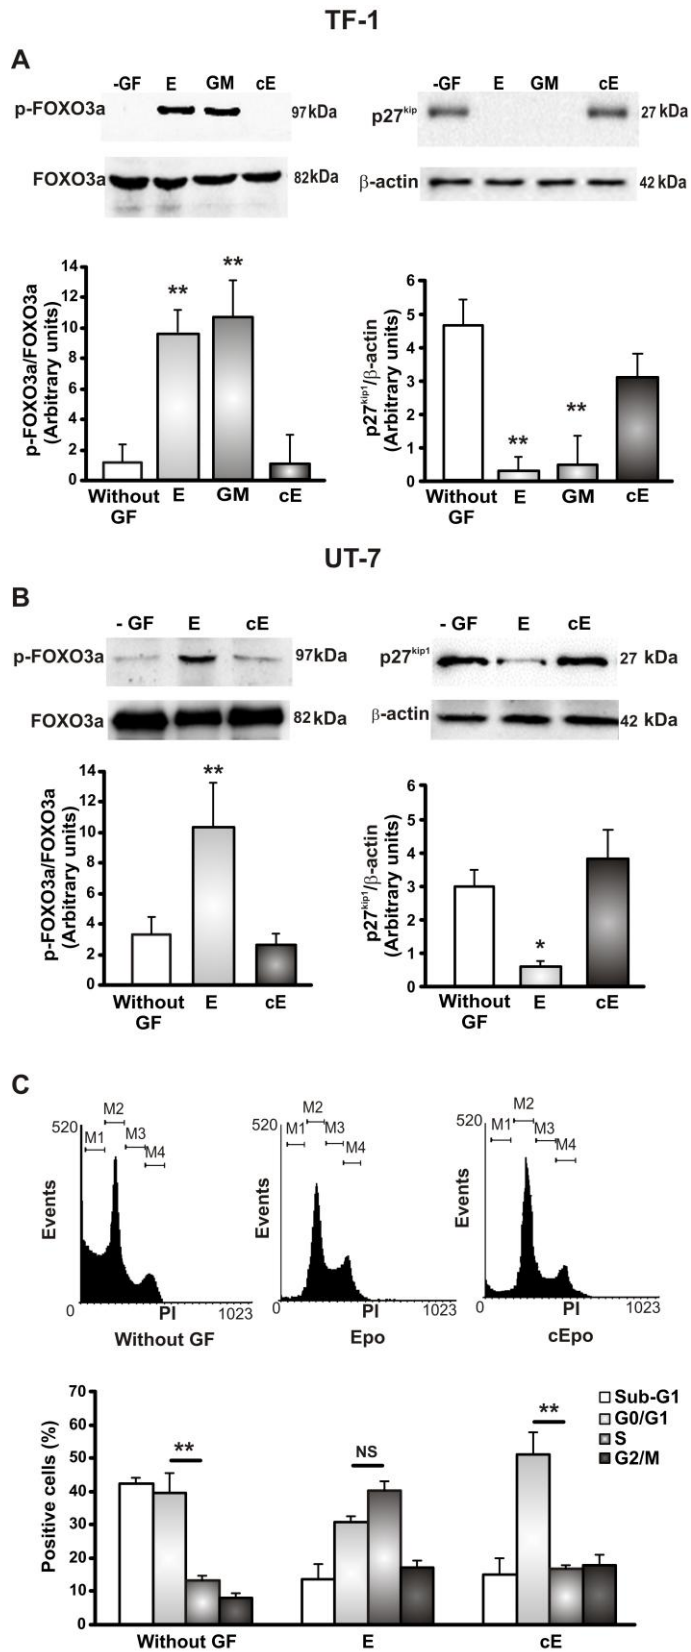 TF-1
A
-GF E GM cE
p-FOXO3a
97kDa
FOXO3a
82kDa
-GF E GM cE
p27kip
27 kDa
β-actin
42 kDa
p-FOXO3a/FOXO3a
(Arbitrary units)
14
12
10
8
6
4
2
0
**
**
Without
GF
E
GM
cE
p27kip1/β-actin
(Arbitrary units)
6
5
4
3
2
1
0
**
**
Without
GF
E
GM
cE
UT-7
B
- GF E cE
p-FOXO3a
97kDa
FOXO3a
82kDa
- GF E cE
p27kip1
27 kDa
β-actin
42 kDa
p-FOXO3a/FOXO3a
(Arbitrary units)
14
12
10
8
6
4
2
0
**
Without
GF
E
cE
p27kip1/β-actin
(Arbitrary units)
6
5
4
3
2
1
0
*
Without
GF
E
cE
C
520
M1
M2
M3
M4
Events
0
PI
1023
Without GF
520
M1
M2
M3
M4
Events
0
PI
1023
Epo
520
M1
M2
M3
M4
Events
0
PI
1023
cEpo
Positive cells (%)
70
60
50
40
30
20
10
0
**
NS
**
Sub-G1
G0/G1
S
G2/M
Without GF
E
cE